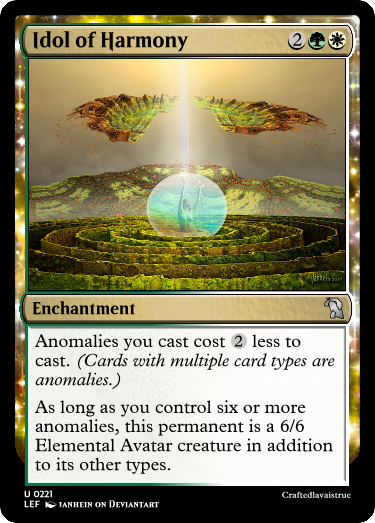 Idol of Harmony 2
Enchantment
Anomalies you cast cost 2 less to
cast. (Cards with multiple card types are
anomalies.)
As long as you control six or more
anomalies, this permanent is a 6/6
Elemental Avatar creature in addition
to its other types.
U 0221
LEF JANHEIN ON DEVIANTART
Craftedlavaistrue